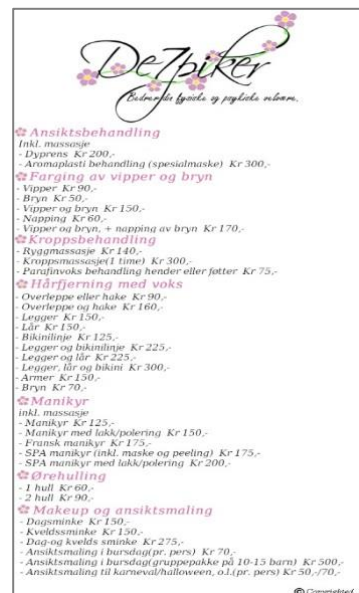 De7piker
Bedrer din fysiske og psykiske velvære.
Ansiktsbehandling
Inkl. massasje
- Dyprens Kr 200,-
- Aromaplasti behandling (spesialmaske) Kr 300,-
Farging av vipper og bryn
- Vipper Kr 90,-
- Bryn Kr 50,-
- Vipper og bryn Kr 150,-
- Napping Kr 60,-
- Vipper og bryn, + napping av bryn Kr 170,-
Kroppsbehandling
- Ryggmassasje Kr 140,-
- Kroppsmassasje(1 time) Kr 300,-
- Parafinvoks behandling hender eller føtter Kr 75,-
Hårfjerning med voks
- Overleppe eller hake Kr 90,-
- Overleppe og hake Kr 160,-
- Legger Kr 150,-
- Lår Kr 150,-
- Bikinilinje Kr 125,-
- Legger og bikinilinje Kr 225,-
- Legger og lår Kr 225,-
- Legger, lår og bikini Kr 300,-
- Armer Kr 150,-
- Bryn Kr 70,-
Manikyr
inkl. massasje
- Manikyr Kr 125,-
- Manikyr med lakk/polering Kr 150,-
- Fransk manikyr Kr 175,-
- SPA manikyr (inkl. maske og peeling) Kr 175,-
- SPA manikyr med lakk/polering Kr 200,-
Ørehulling
- 1 hull Kr 60,-
- 2 hull Kr 90,-
Makeup og ansiktsmaling
- Dagsminke Kr 150,-
- Kveldssminke Kr 150,-
- Dag-og kvelds sminke Kr 275,-
- Ansiktsmaling i bursdag(pr. pers) Kr 70,-
- Ansiktsmaling i bursdag(gruppepakke på 10-15 barn) Kr 500,-
- Ansiktsmaling til karneval/halloween, o.l.(pr. pers) Kr 50,-/70,-
© Copyrighted